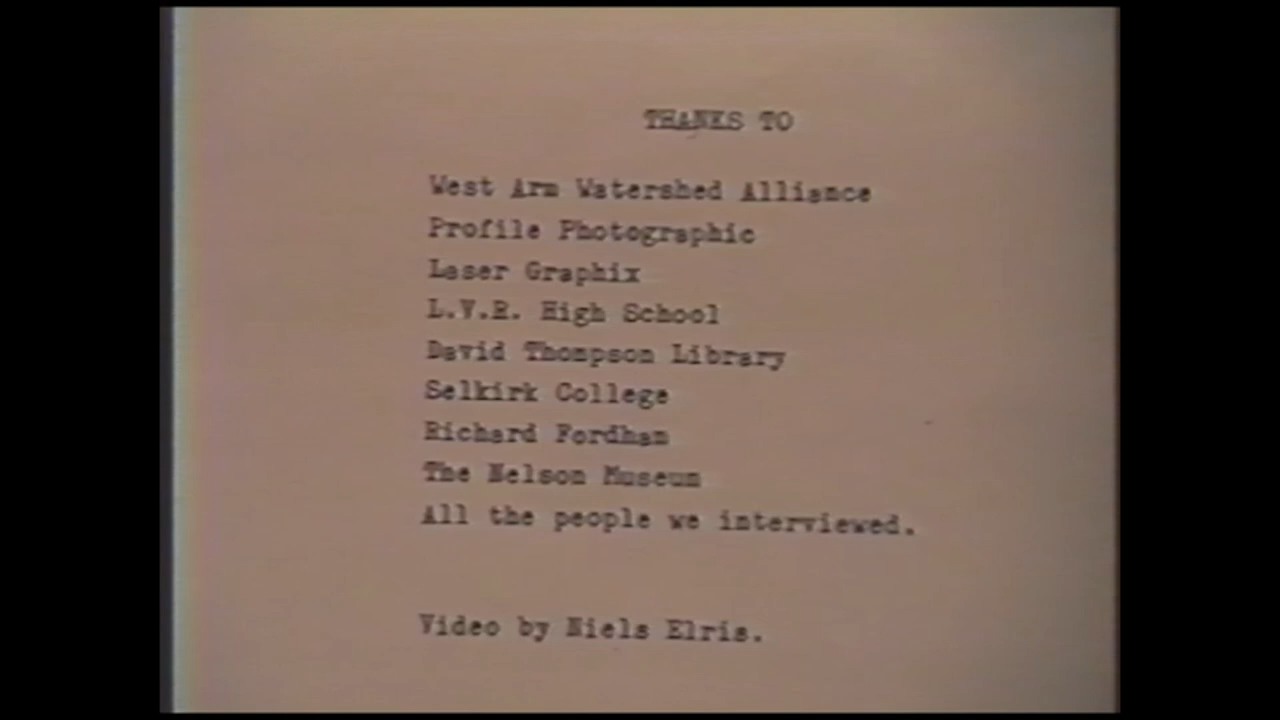 THANKS TO
West Arm Watershed Alliance
Profile Photographic
Laser Graphix
L.V.R. High School
David Thompson Library
Selkirk College
Richard Fordham
The Nelson Museum
All the people we interviewed.
Video by Niels Elris.